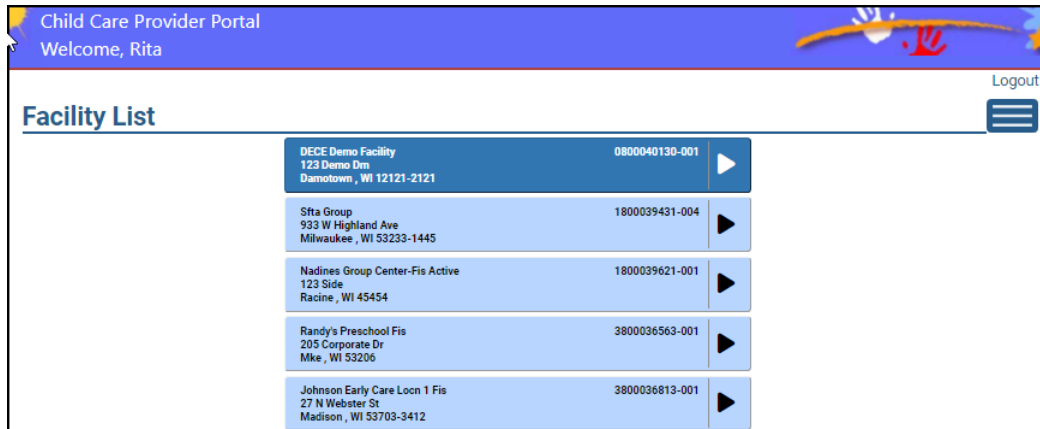 Child Care Provider Portal
Welcome, Rita
Logout
Facility List
DECE Demo Facility 0800040130-001
123 Demo Dm
Damotown , WI 12121-2121
Sfta Group 1800039431-004
933 W Highland Ave
Milwaukee , WI 53233-1445
Nadines Group Center-Fis Active 1800039621-001
123 Side
Racine , WI 45454
Randy's Preschool Fis 3800036563-001
205 Corporate Dr
Mke , WI 53206
Johnson Early Care Locn 1 Fis 3800036813-001
27 N Webster St
Madison , WI 53703-3412